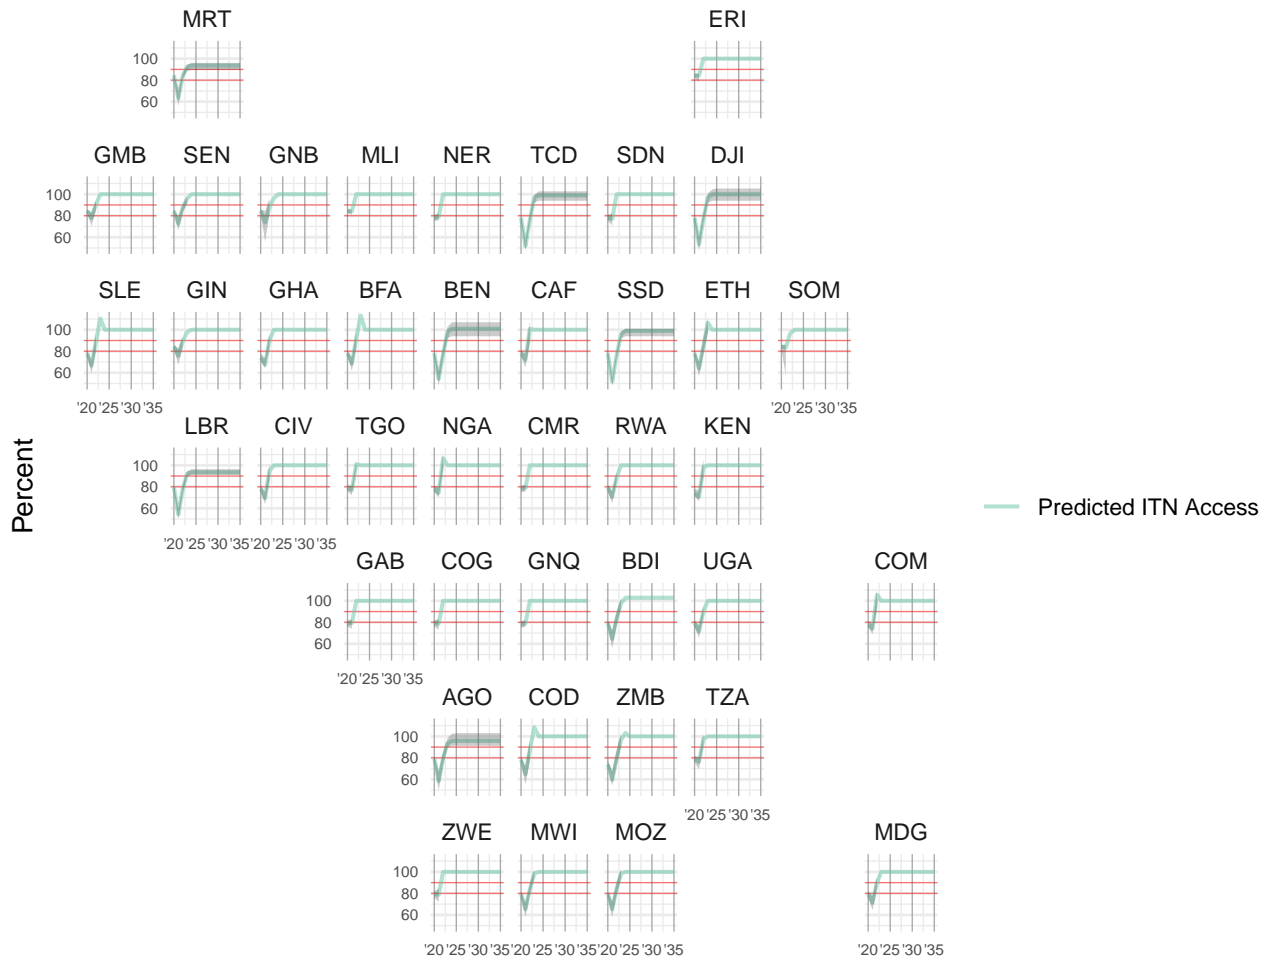 MRT ERI
100
80
60
GMB SEN GNB MLI NER TCD SDN DJI
100
80
60
SLE GIN GHA BFA BEN CAF SSD ETH SOM
100
80
60
'20 '25 '30 '35 '20 '25 '30 '35
LBR CIV TGO NGA CMR RWA KEN
100
80
60
'20 '25 '30 '35 '20 '25 '30 '35
GAB COG GNQ BDI UGA COM
100
80
60
'20 '25 '30 '35
AGO COD ZMB TZA
100
80
60
'20 '25 '30 '35
ZWE MWI MOZ MDG
100
80
60
'20 '25 '30 '35 '20 '25 '30 '35 '20 '25 '30 '35 '20 '25 '30 '35
Percent
Predicted ITN Access